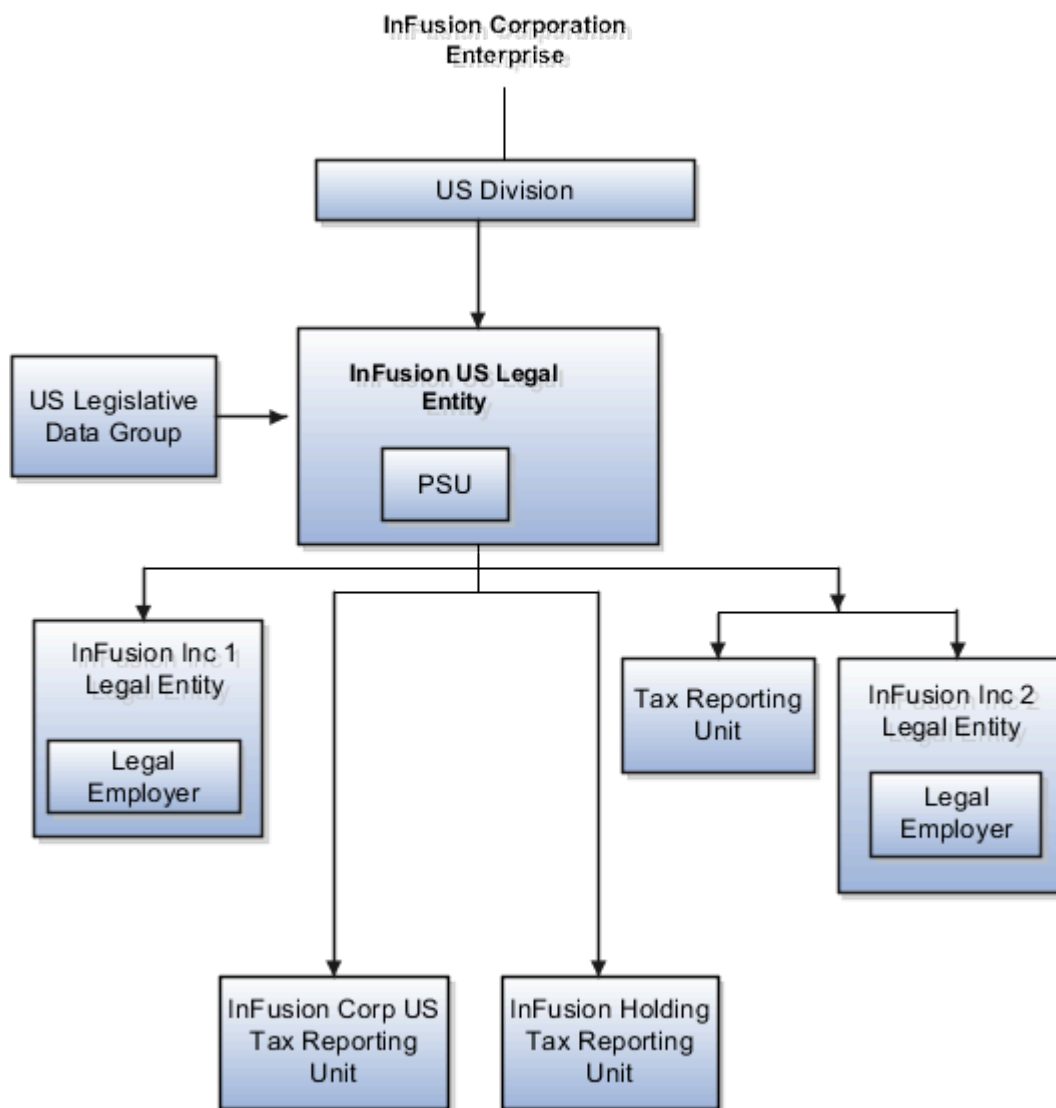 InFusion Corporation
Enterprise
US Division
InFusion US Legal
Entity
US Legislative
Data Group
PSU
InFusion Inc 1
Legal Entity
Legal
Employer
Tax Reporting
Unit
InFusion Inc 2
Legal Entity
Legal
Employer
InFusion Corp US
Tax Reporting
Unit
InFusion Holding
Tax Reporting
Unit